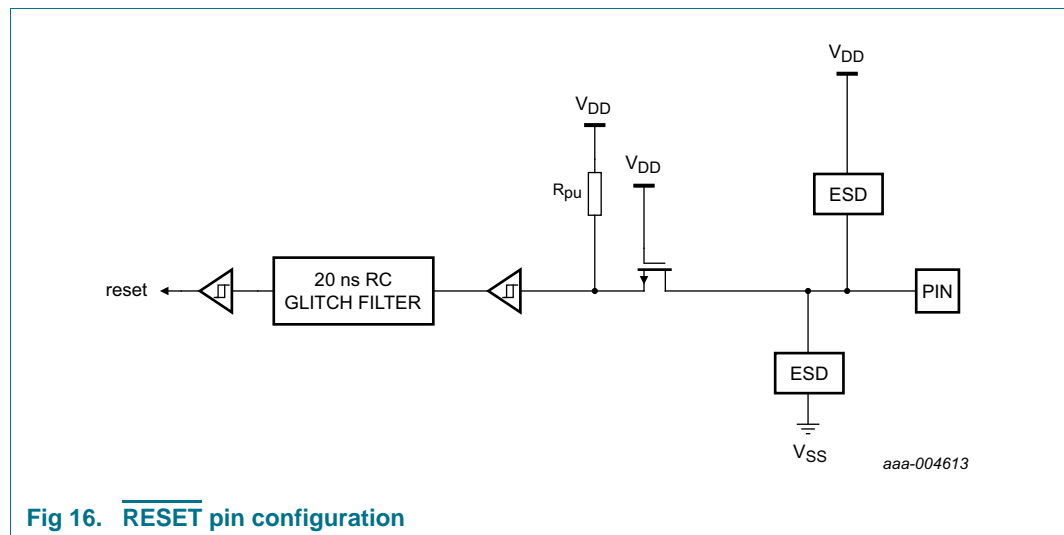 VDD
VDD
VDD
Rpu
ESD
reset
20 ns RC
GLITCH FILTER
PIN
ESD
VSS
aaa-004613
Fig 16. RESET pin configuration